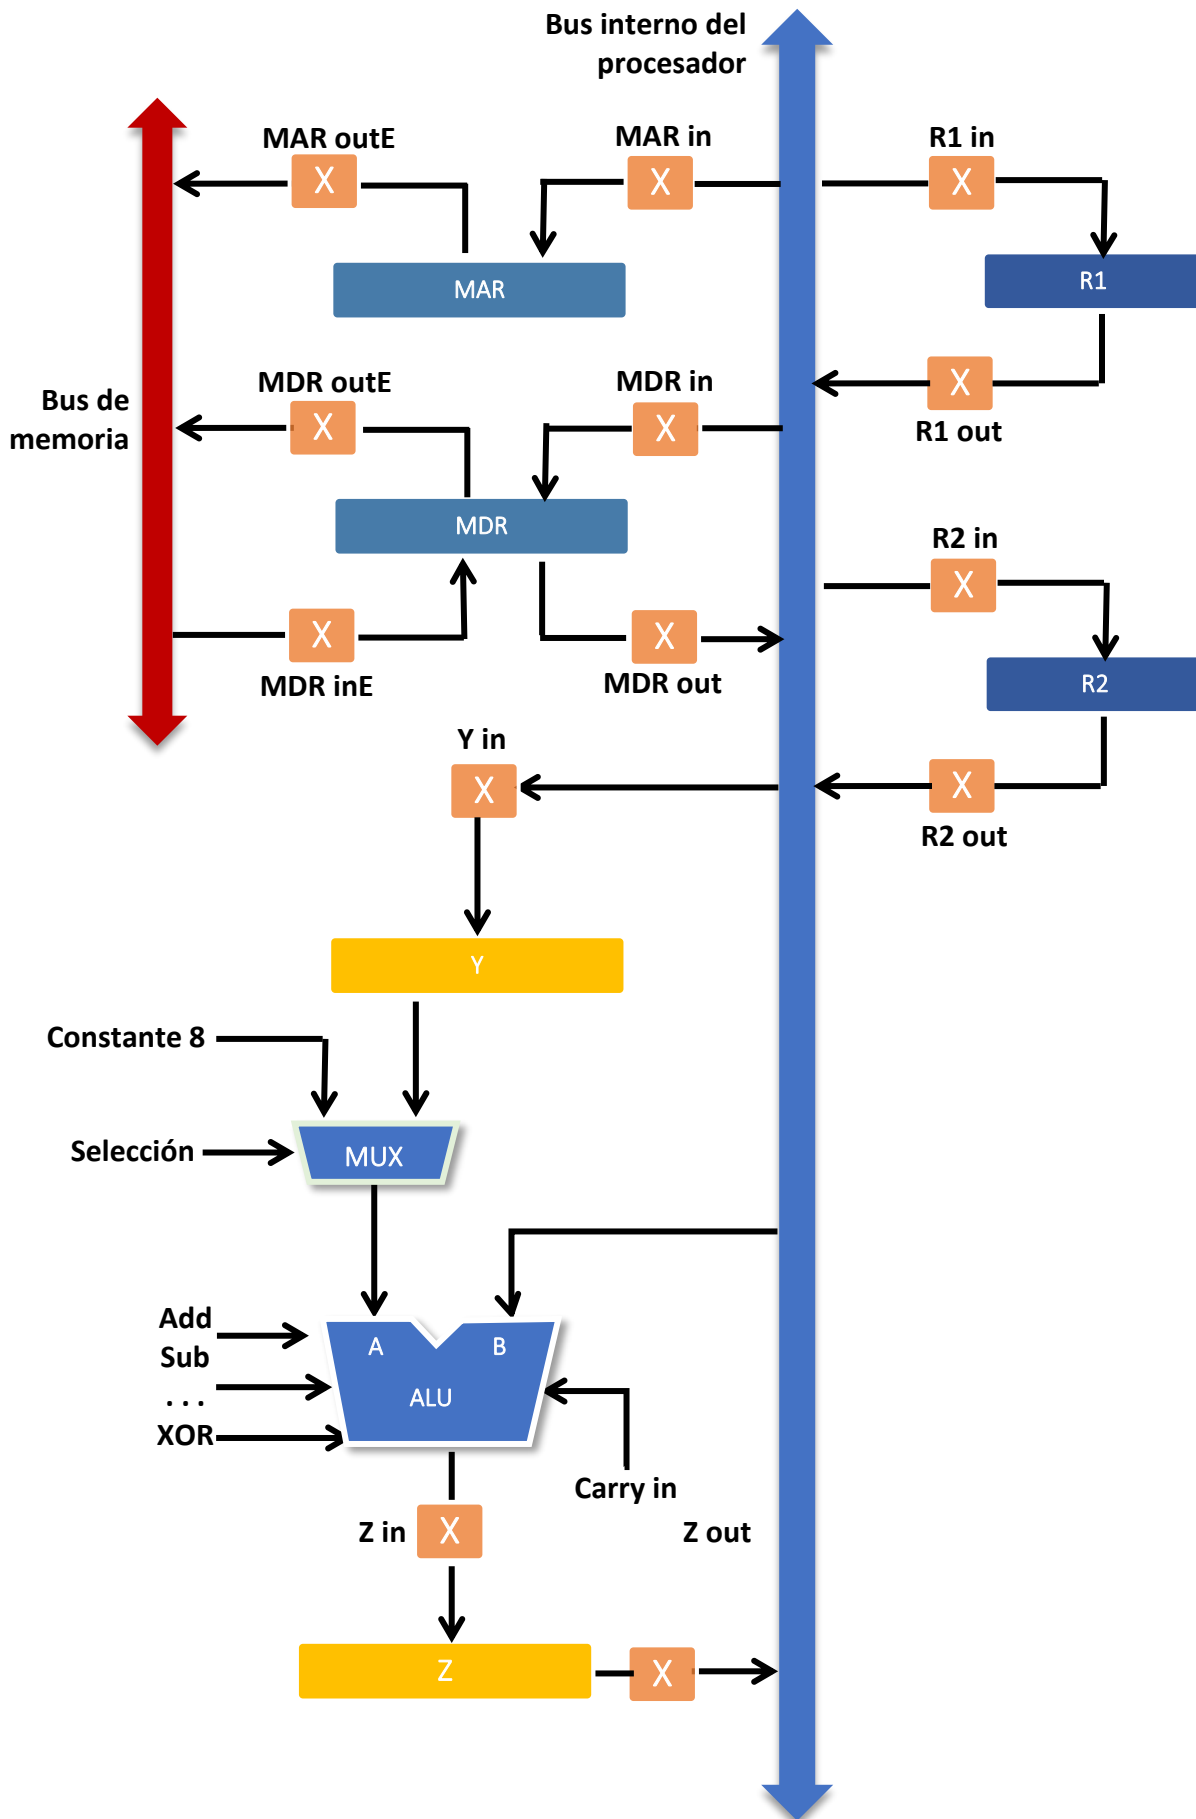 Bus interno del
procesador
MAR outE
MAR in
R1 in
X
X
X
MAR
R1
MDR outE
MDR in
X
Bus de
memoria
X
X
R1 out
MDR
R2 in
X
X
X
MDR inE
MDR out
R2
Y in
X
X
R2 out
Y
Constante 8
Selección
MUX
Add
Sub
. . .
XOR
A
B
ALU
Carry in
Z in
X
Z out
Z
X